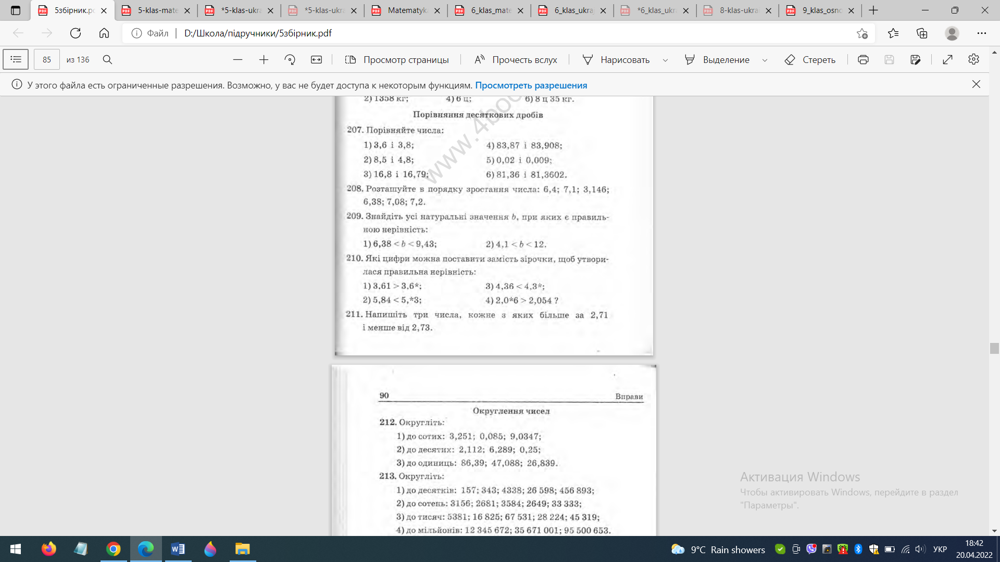 5збірник.pd
5-klas-mate
*5-klas-ukra
*5-klas-ukra
Matematyka
6_klas_mate
6_klas_ukra
*6_klas_ukra
8-klas-ukrai
9_klas_osno
Файл D:/Школа/підручники/5збірник.pdf
85 из 136 Просмотр страницы Прочесть вслух Нарисовать Выделение Стереть
У этого файла есть ограниченные разрешения. Возможно, у вас не будет доступа к некоторым функциям. Просмотреть разрешения
2) 1358 кг; 4) 6 ц; 6) 8 ц 35 кг.
www.4boo
Порівняння десяткових дробів
207. Порівняйте числа:
1) 3,6 і 3,8; 4) 83,87 і 83,908;
2) 8,5 і 4,8; 5) 0,02 і 0,009;
3) 16,8 і 16,79; 6) 81,36 і 81,3602.
208. Розташуйте в порядку зростання числа: 6,4; 7,1; 3,146;
6,38; 7,08; 7,2.
209. Знайдіть усі натуральні значення b, при яких є правиль-
ною нерівність:
1) 6,38 < b < 9,43; 2) 4,1 < b < 12.
210. Які цифри можна поставити замість зірочки, щоб утвори-
лася правильна нерівність:
1) 3,61 > 3,6*; 3) 4,36 < 4,3*;
2) 5,84 < 5,*3; 4) 2,0*6 > 2,054 ?
211. Напишіть три числа, кожне з яких більше за 2,71
і менше від 2,73.
90 Вправи
Округлення чисел
212. Округліть:
1) до сотих: 3,251; 0,085; 9,0347;
2) до десятих: 2,112; 6,289; 0,25;
3) до одиниць: 86,39; 47,088; 26,839.
213. Округліть:
1) до десятків: 157; 343; 4338; 26 598; 456 893;
2) до сотень: 3156; 2681; 3584; 2649; 33 333;
3) до тисяч: 5381; 16 825; 67 531; 28 224; 45 319;
4) до мільйонів: 12 345 672; 35 671 001; 95 500 653.
Активация Windows
Чтобы активировать Windows, перейдите в раздел
"Параметры".
9°C Rain showers УКР 18:42
20.04.2022